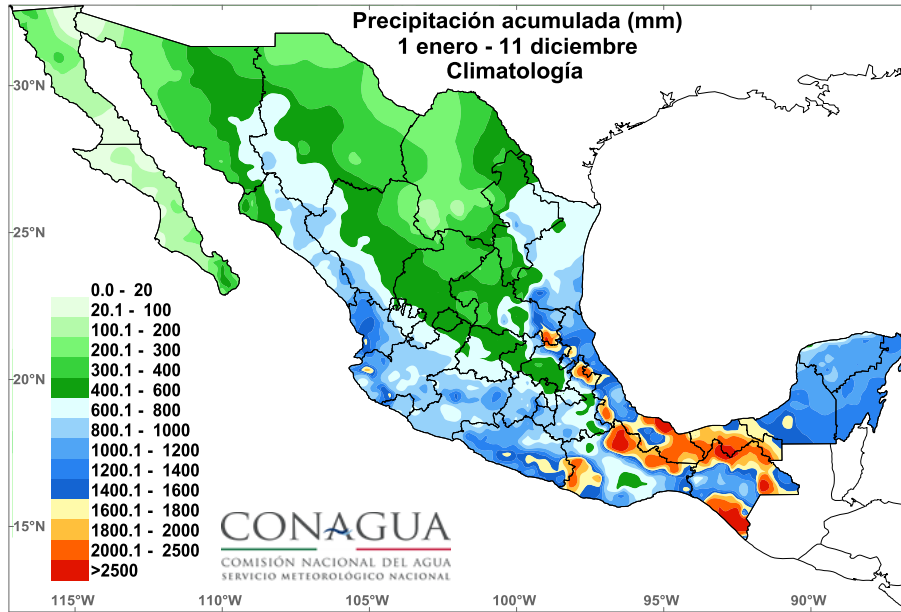 Precipitación acumulada (mm)
1 enero - 11 diciembre
Climatología
30°N
25°N
20°N
15°N
0.0 - 20
20.1 - 100
100.1 - 200
200.1 - 300
300.1 - 400
400.1 - 600
600.1 - 800
800.1 - 1000
1000.1 - 1200
1200.1 - 1400
1400.1 - 1600
1600.1 - 1800
1800.1 - 2000
2000.1 - 2500
>2500
CONAGUA
COMISIÓN NACIONAL DEL AGUA
SERVICIO METEOROLÓGICO NACIONAL
115°W 110°W 105°W 100°W 95°W 90°W